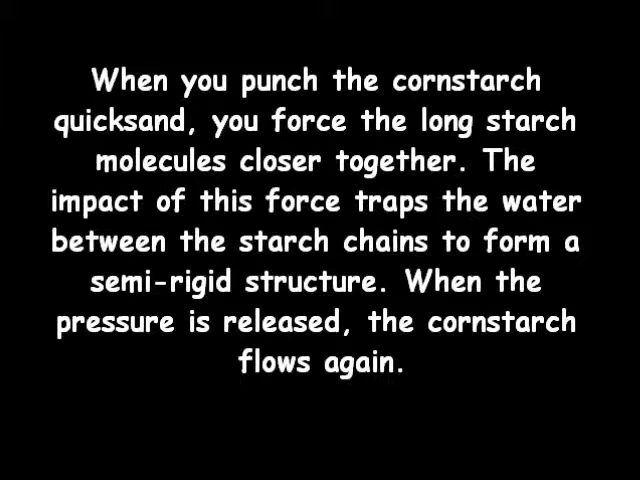 When you punch the cornstarch
quicksand, you force the long starch
molecules closer together. The
impact of this force traps the water
between the starch chains to form a
semi-rigid structure. When the
pressure is released, the cornstarch
flows again.